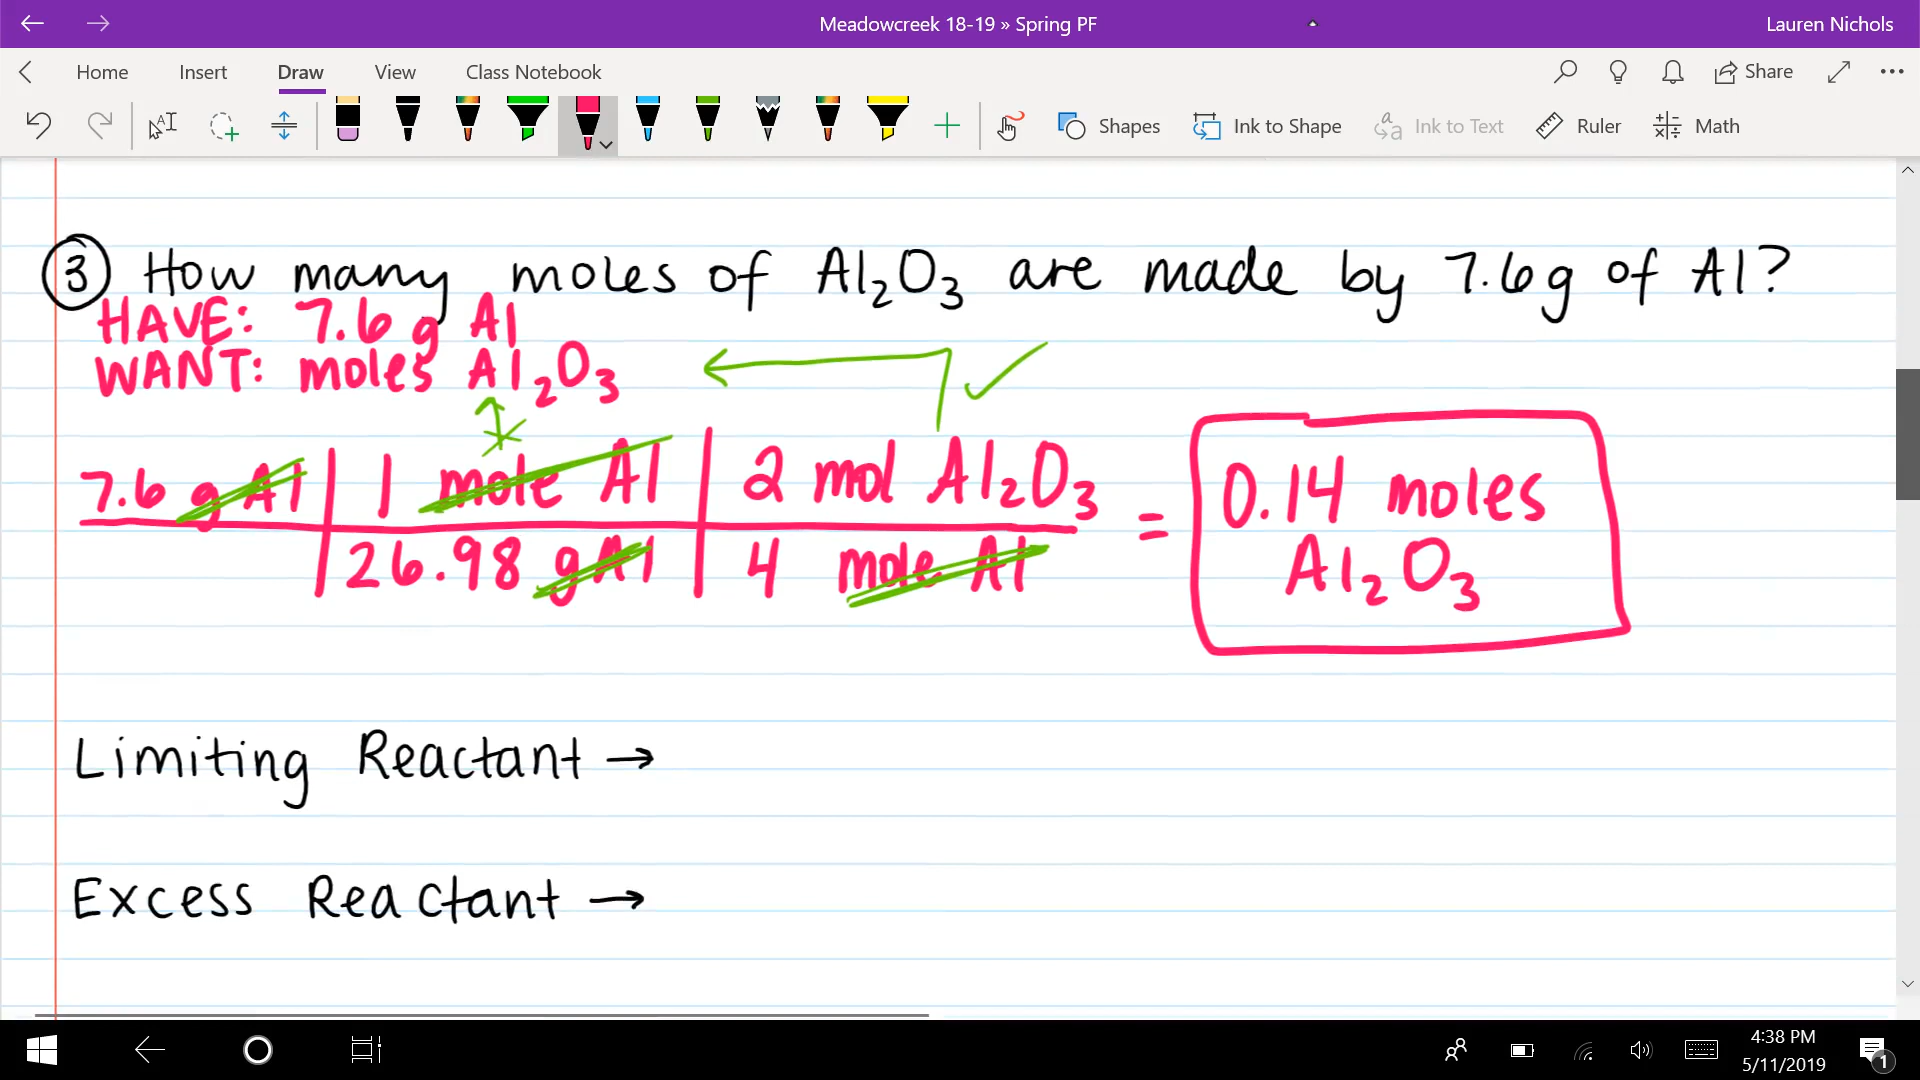 Meadowcreek 18-19 » Spring PF
Lauren Nichols
Home Insert Draw View Class Notebook Share
Shapes Ink to Shape Ink to Text Ruler Math
③ How many moles of Al₂O₃ are made by 7.6g of Al?
HAVE: 7.6 g Al
WANT: moles Al₂O₃
7.6 g Al | 1 mole Al | 2 mol Al₂O₃
26.98 gAl | 4 mole Al
= 0.14 moles
Al₂O₃
Limiting Reactant →
Excess Reactant →
4:38 PM
5/11/2019
1